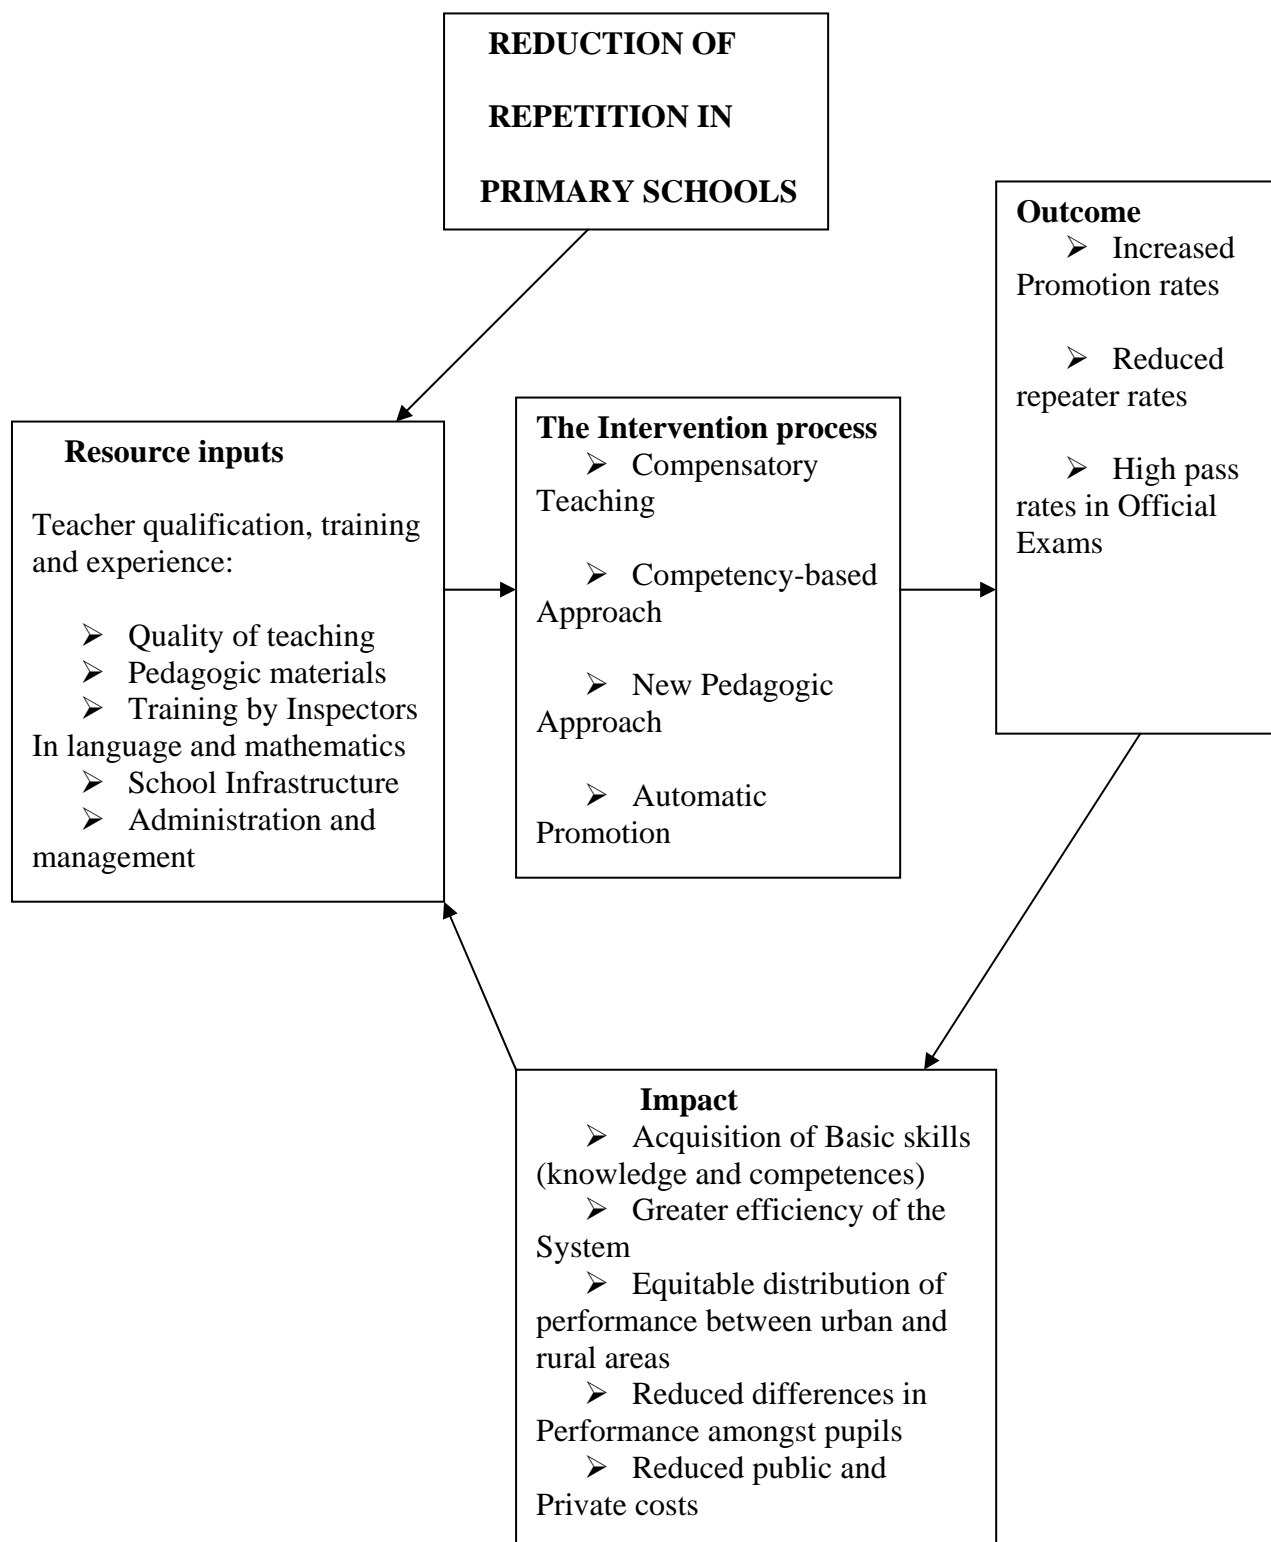 REDUCTION OF
REPETITION IN
PRIMARY SCHOOLS
Outcome
➢ Increased
Promotion rates
➢ Reduced
repeater rates
➢ High pass
rates in Official
Exams
Resource inputs
Teacher qualification, training
and experience:
➢ Quality of teaching
➢ Pedagogic materials
➢ Training by Inspectors
In language and mathematics
➢ School Infrastructure
➢ Administration and
management
The Intervention process
➢ Compensatory
Teaching
➢ Competency-based
Approach
➢ New Pedagogic
Approach
➢ Automatic
Promotion
Impact
➢ Acquisition of Basic skills
(knowledge and competences)
➢ Greater efficiency of the
System
➢ Equitable distribution of
performance between urban and
rural areas
➢ Reduced differences in
Performance amongst pupils
➢ Reduced public and
Private costs